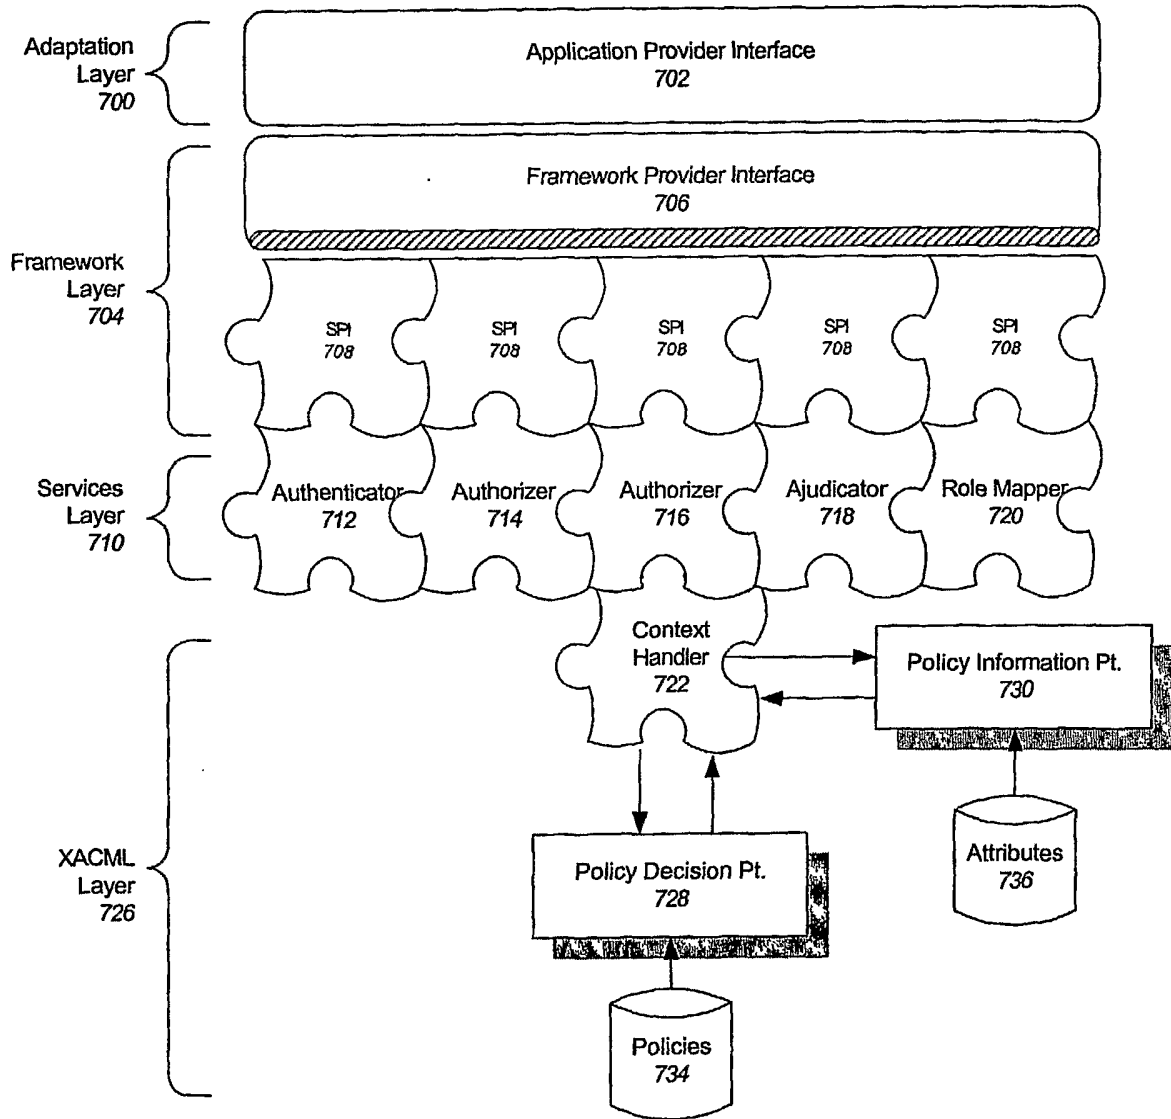 Adaptation
Layer
700
Application Provider Interface
702
Framework Provider Interface
706
Framework
Layer
704
SPI
708
SPI
708
SPI
708
SPI
708
SPI
708
Services
Layer
710
Authenticator
712
Authorizer
714
Authorizer
716
Ajudicator
718
Role Mapper
720
Context
Handler
722
Policy Information Pt.
730
XACML
Layer
726
Policy Decision Pt.
728
Attributes
736
Policies
734